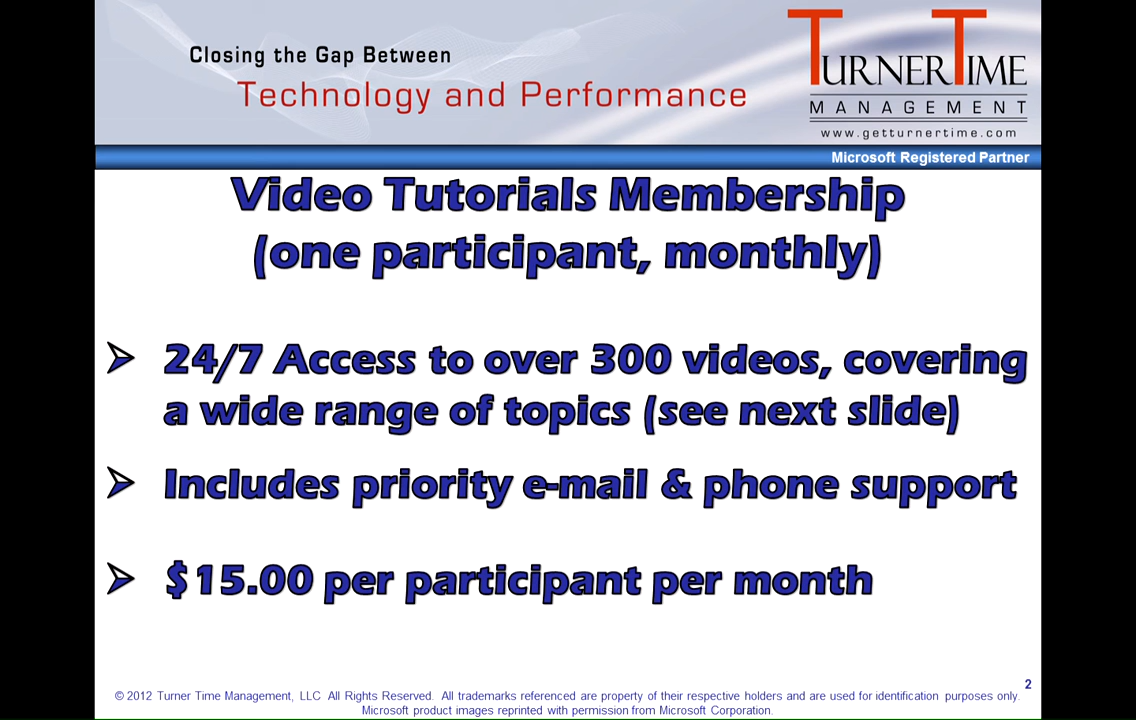 Closing the Gap Between
Technology and Performance
TURNERTIME
MANAGEMENT
www.getturnertime.com
Microsoft Registered Partner
Video Tutorials Membership
(one participant, monthly)
24/7 Access to over 300 videos, covering
a wide range of topics (see next slide)
Includes priority e-mail & phone support
$15.00 per participant per month
2
© 2012 Turner Time Management, LLC All Rights Reserved. All trademarks referenced are property of their respective holders and are used for identification purposes only.
Microsoft product images reprinted with permission from Microsoft Corporation.